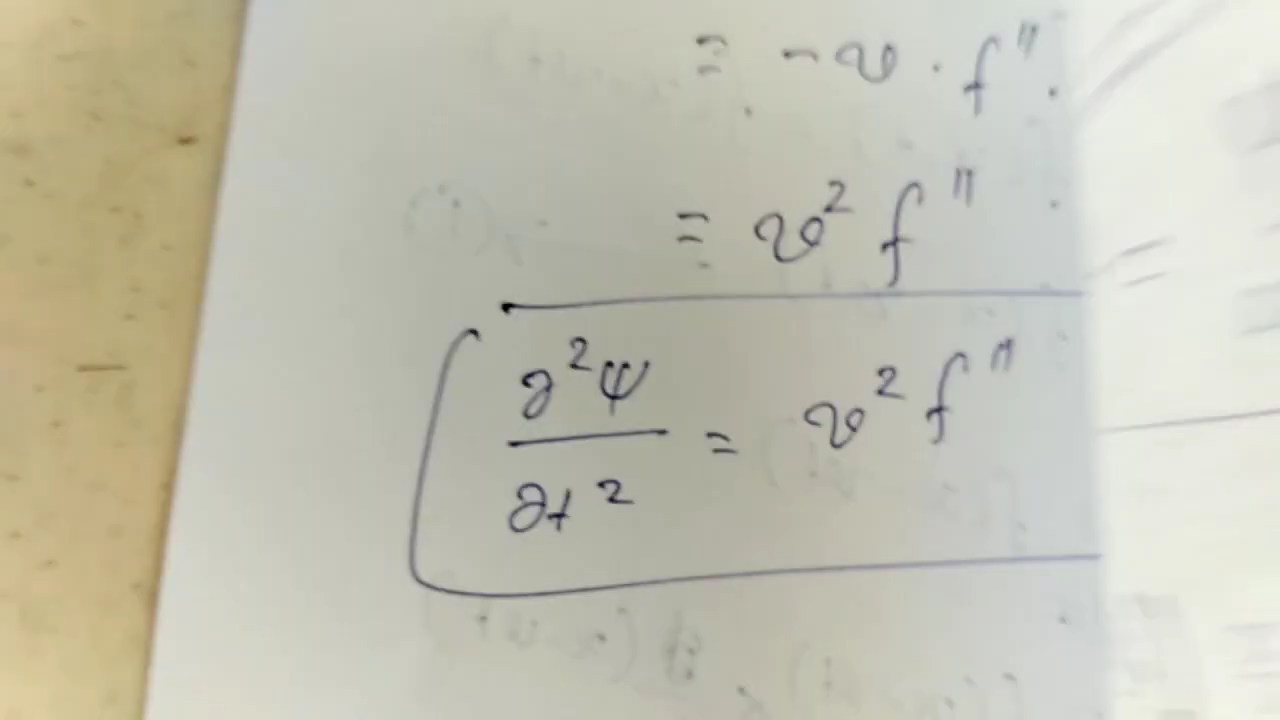 = -v · f''.
= v² f''.
∂²ψ/∂t² = v² f''